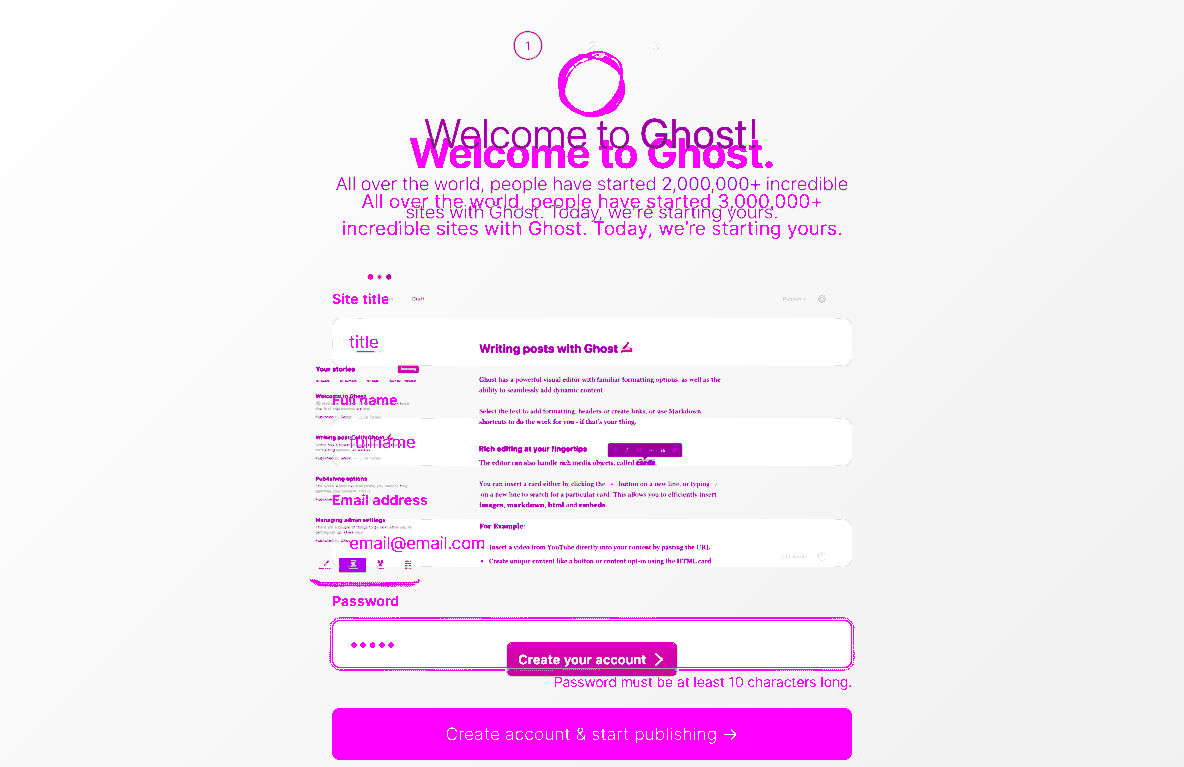 1 2 3
Welcome to Ghost!
Welcome to Ghost.
All over the world, people have started 2,000,000+ incredible
sites with Ghost. Today, we're starting yours.
All over the world, people have started 3,000,000+
incredible sites with Ghost. Today, we're starting yours.
Site title
Draft
Publish
title
Writing posts with Ghost ✍️
Your stories
Ghost has a powerful visual editor with familiar formatting options, as well as the
ability to seamlessly add dynamic content.
Welcome to Ghost
Full name
Select the text to add formatting, headers or create links, or use Markdown
shortcuts to do the work for you - if that's your thing.
Writing posts with Ghost
fullname
Rich editing at your fingertips
The editor can also handle rich media objects, called cards.
Publishing options
You can insert a card either by clicking the + button on a new line, or typing /
on a new line to search for a particular card. This allows you to efficiently insert
images, markdown, html and embeds.
Email address
Managing admin settings
For Example:
email@email.com
Insert a video from YouTube directly into your content by pasting the URL
• Create unique content like a button or content opt-in using the HTML card
Password
Create your account
Password must be at least 10 characters long.
Create account & start publishing →